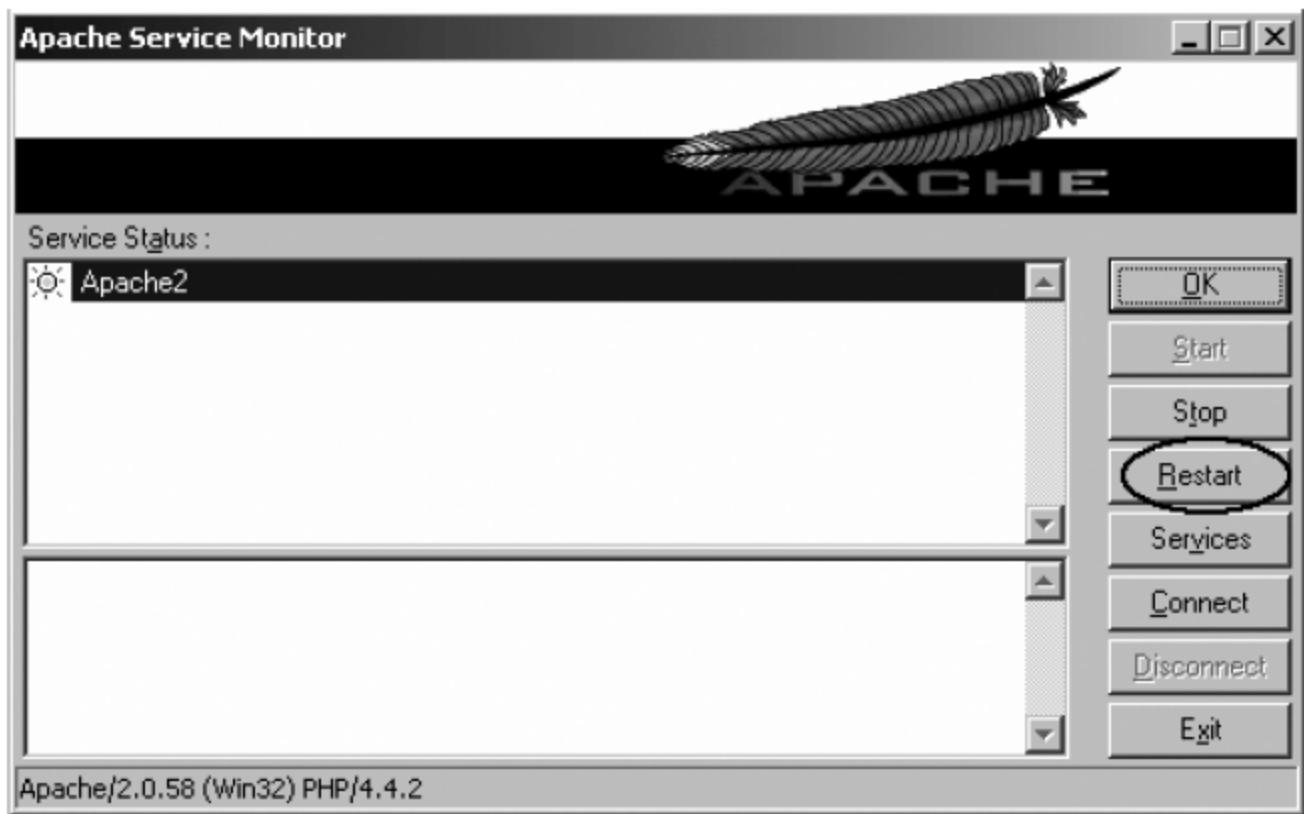 Apache Service Monitor
APACHE
Service Status :
Apache2
OK
Start
Stop
Restart
Services
Connect
Disconnect
Exit
Apache/2.0.58 (Win32) PHP/4.4.2